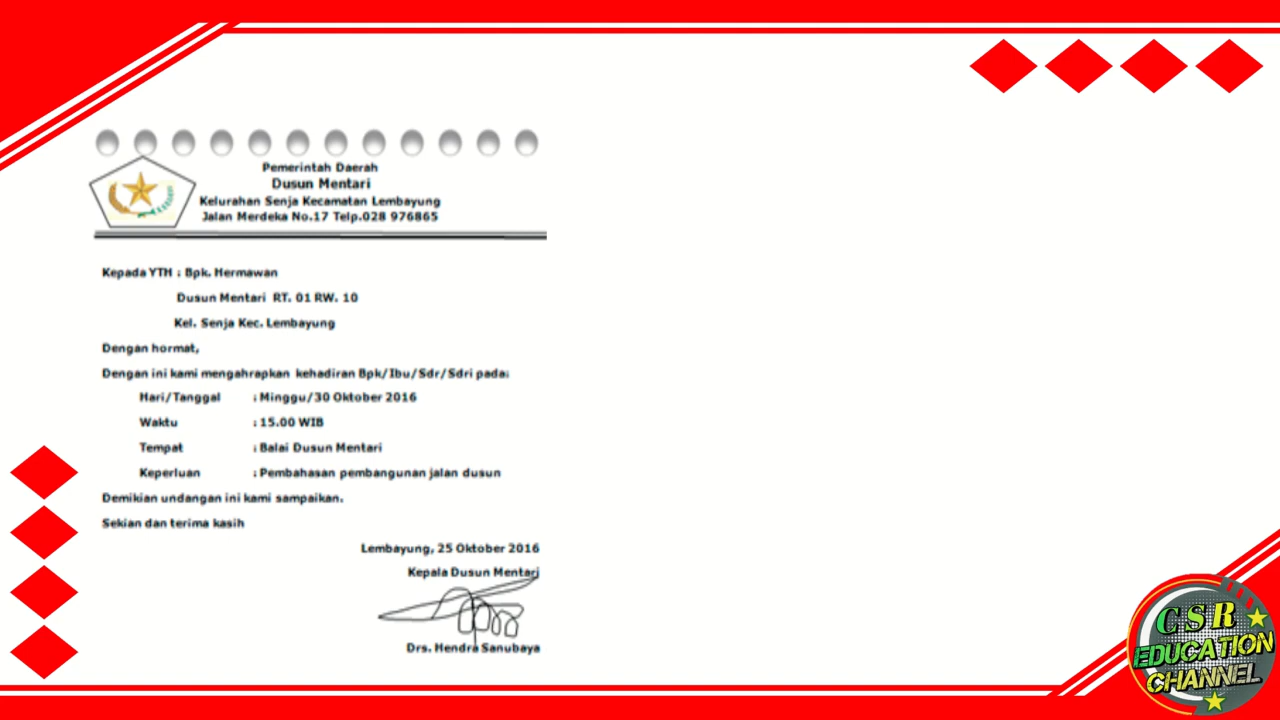 Pemerintah Daerah
Dusun Mentari
Kelurahan Senja Kecamatan Lembayung
Jalan Merdeka No.17 Telp.028 976865
Kepada YTH : Bpk. Hermawan
Dusun Mentari RT. 01 RW. 10
Kel. Senja Kec. Lembayung
Dengan hormat,
Dengan ini kami mengahrapkan kehadiran Bpk/Ibu/Sdr/Sdri pada:
Hari/Tanggal : Minggu/30 Oktober 2016
Waktu : 15.00 WIB
Tempat : Balai Dusun Mentari
Keperluan : Pembahasan pembangunan jalan dusun
Demikian undangan ini kami sampaikan.
Sekian dan terima kasih
Lembayung, 25 Oktober 2016
Kepala Dusun Mentari
Drs. Hendra Sanubaya
CSR
EDUCATION
CHANNEL